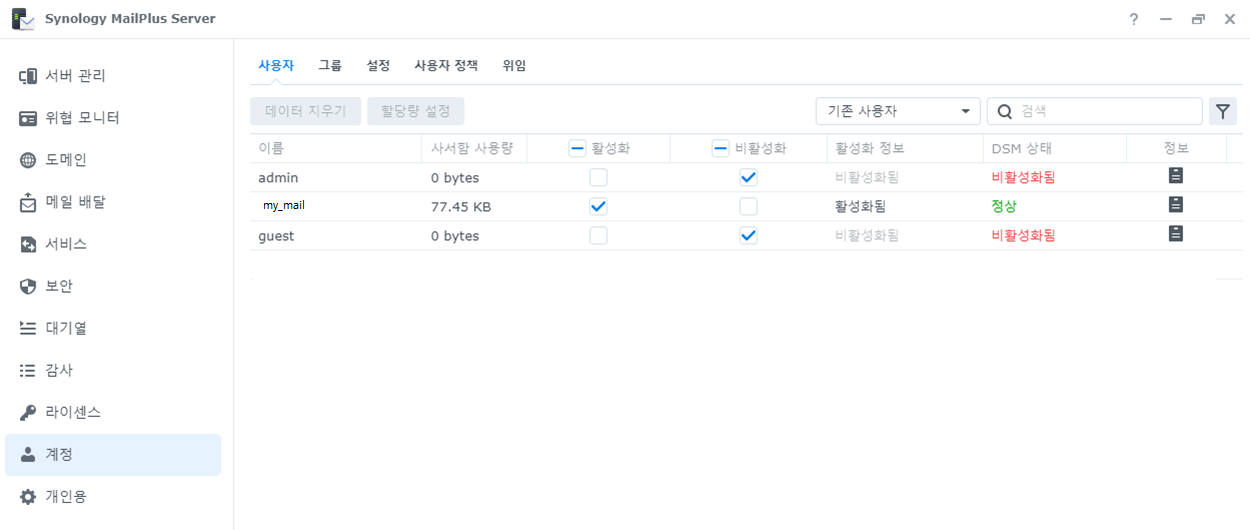 Synology MailPlus Server
서버 관리
위협 모니터
도메인
메일 배달
서비스
보안
대기열
감사
라이센스
계정
개인용
사용자 그룹 설정 사용자 정책 위임
데이터 지우기 할당량 설정 기존 사용자 검색
이름 사서함 사용량 활성화 비활성화 활성화 정보 DSM 상태 정보
admin 0 bytes 비활성화됨 비활성화됨
my_mail 77.45 KB 활성화됨 정상
guest 0 bytes 비활성화됨 비활성화됨